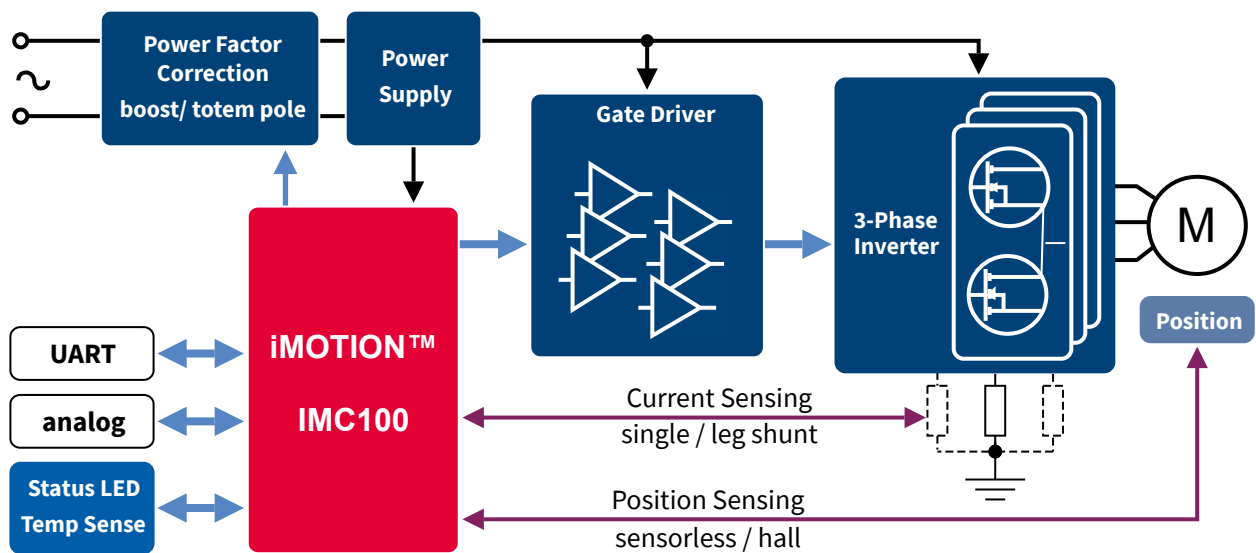 Power Factor
Correction
boost/ totem pole
Power
Supply
Gate Driver
3-Phase
Inverter
M
Position
iMOTION™
IMC100
UART
analog
Status LED
Temp Sense
Current Sensing
single / leg shunt
Position Sensing
sensorless / hall